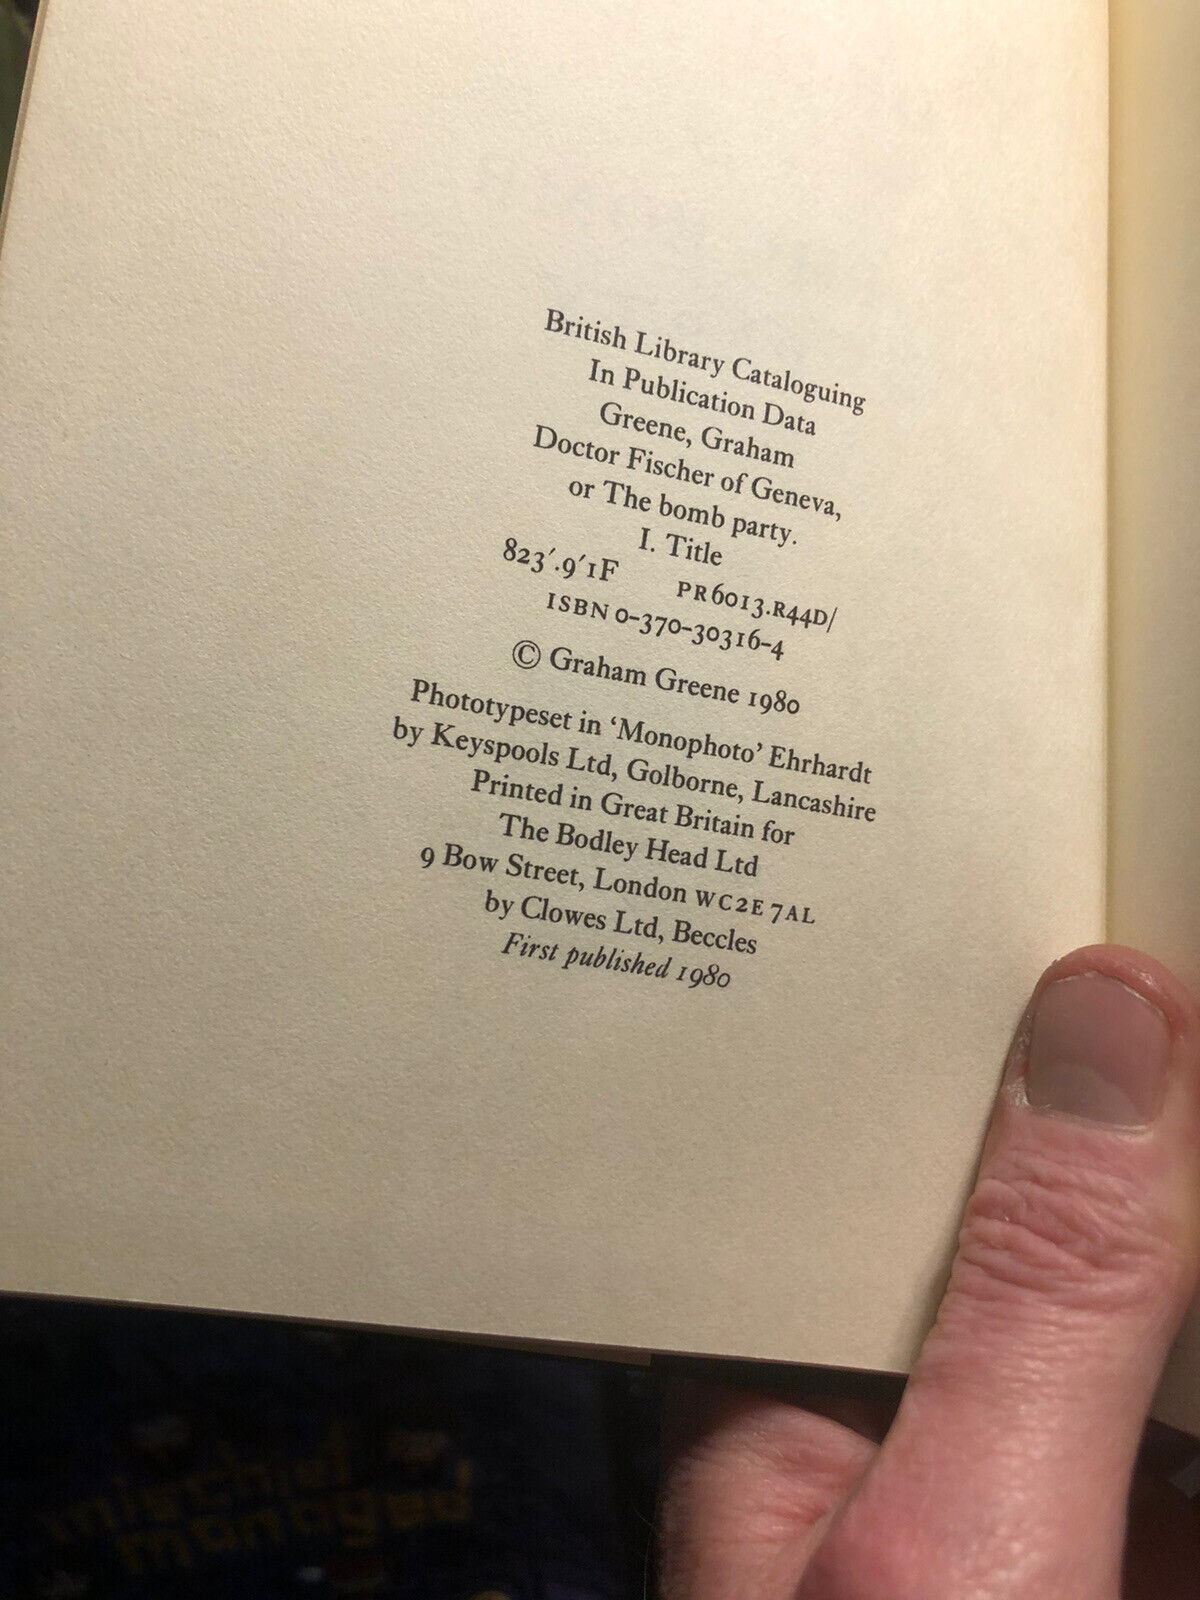 British Library Cataloguing
In Publication Data
Greene, Graham
Doctor Fischer of Geneva,
or The bomb party.
I. Title
823′.9′1F PR6013.R44D/
ISBN 0–370–30316–4
© Graham Greene 1980
Phototypeset in ‘Monophoto’ Ehrhardt
by Keyspools Ltd, Golborne, Lancashire
Printed in Great Britain for
The Bodley Head Ltd
9 Bow Street, London WC2E 7AL
by Clowes Ltd, Beccles
First published 1980
mischief
managed